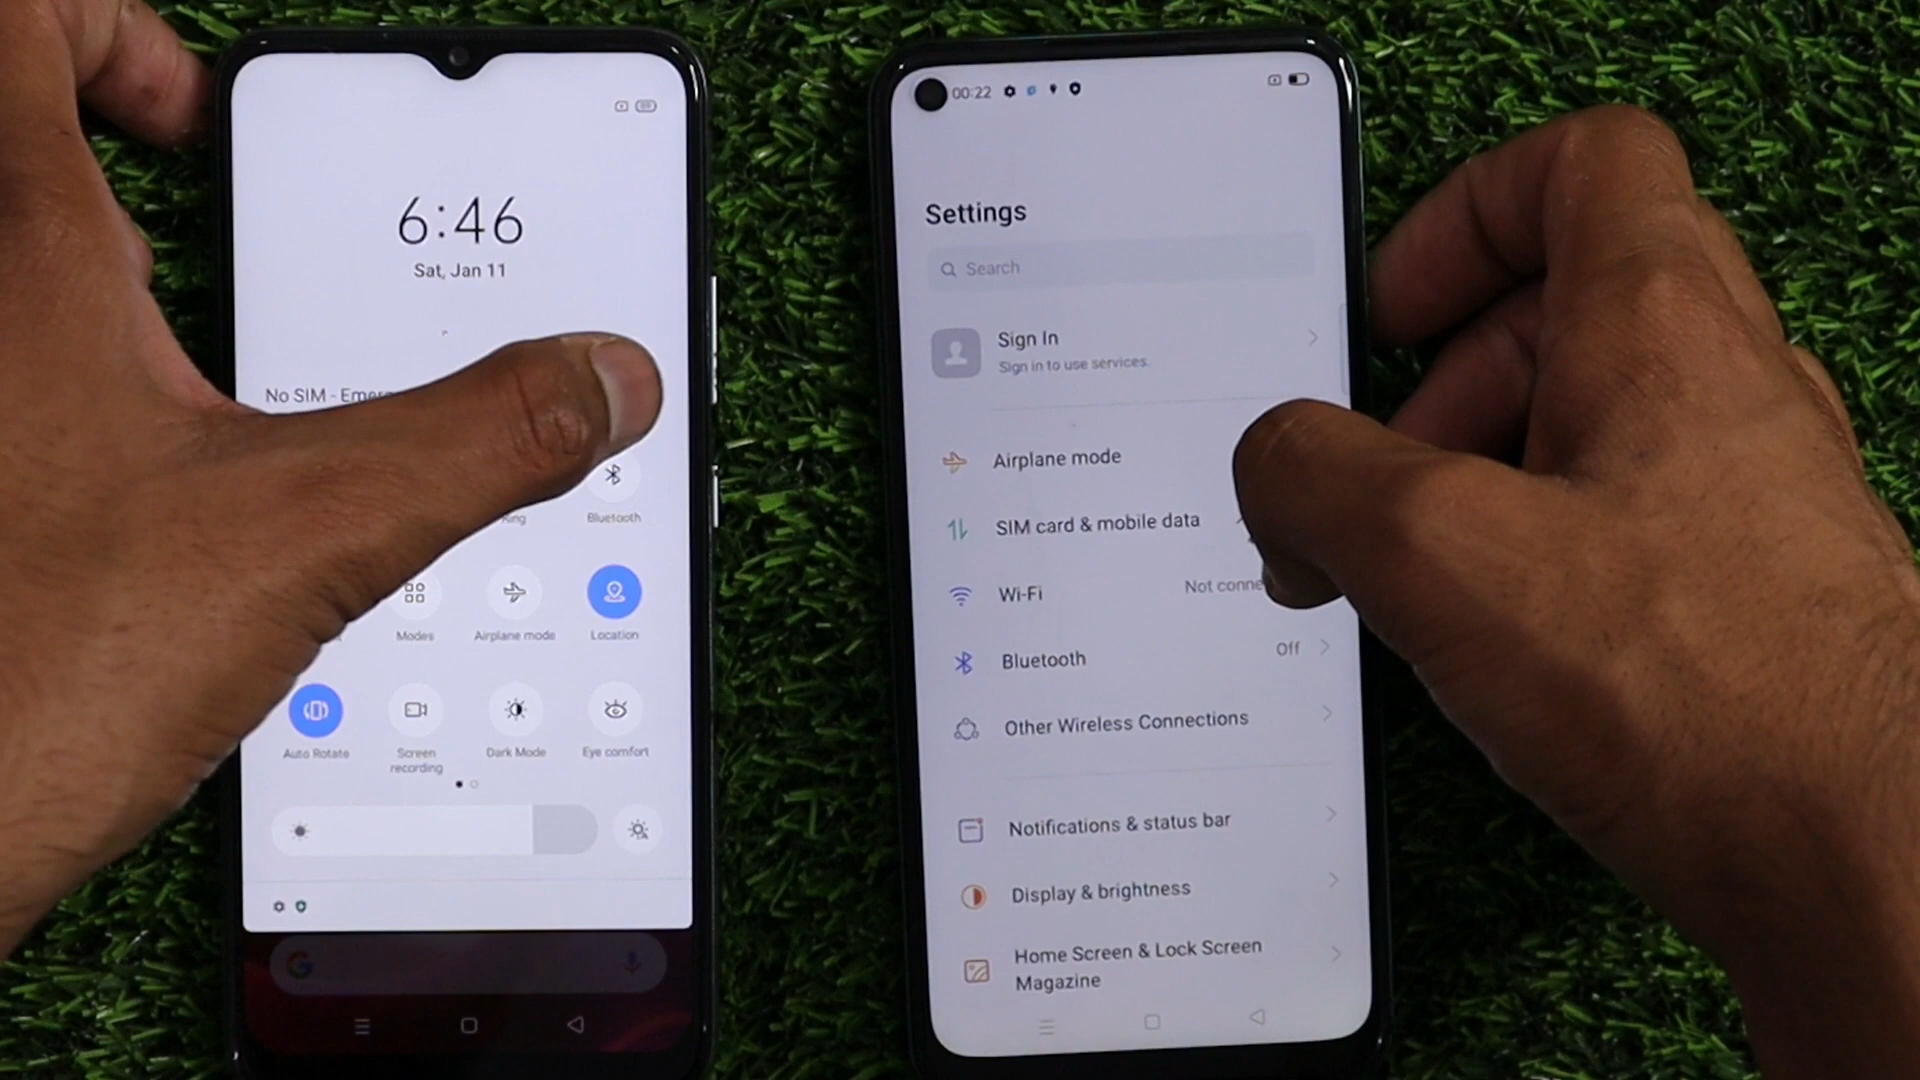 6:46
Sat, Jan 11
No SIM - Emer
Ring
Bluetooth
Modes
Airplane mode
Location
Auto Rotate
Screen
recording
Dark Mode
Eye comfort
00:22
Settings
Search
Sign In
Sign in to use services.
Airplane mode
SIM card & mobile data
Wi-Fi
Not conne
Bluetooth
Off
Other Wireless Connections
Notifications & status bar
Display & brightness
Home Screen & Lock Screen
Magazine